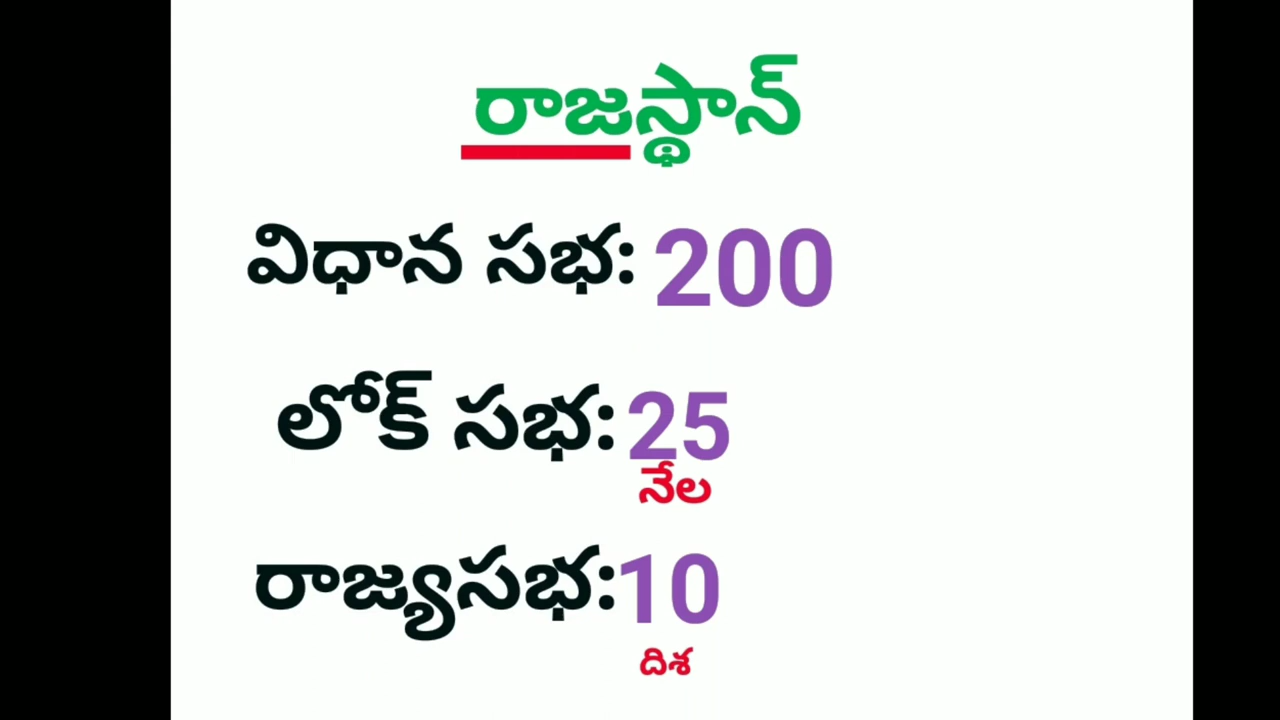 రాజస్థాన్
విధాన సభ: 200
లోక్ సభ: 25
నేల
రాజ్యసభ:10
దిశ